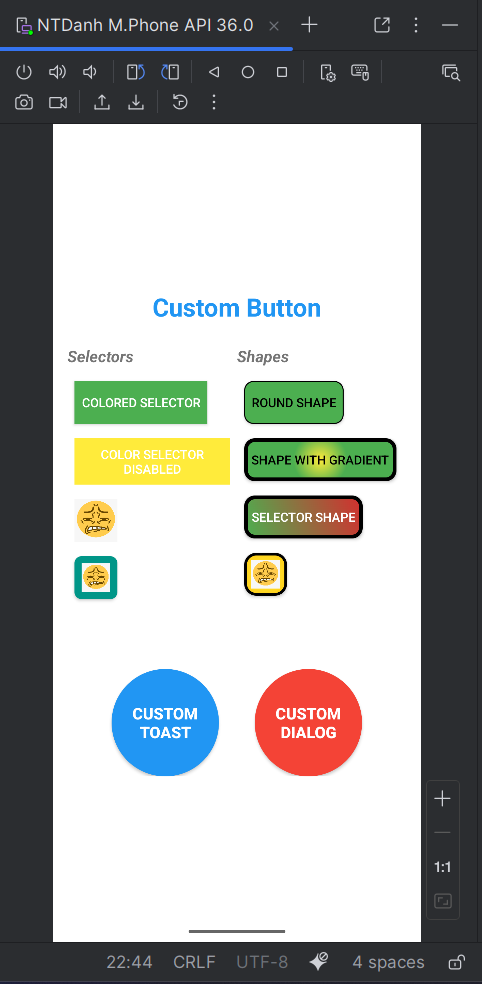 NTDanh M.Phone API 36.0
Custom Button
Selectors
Shapes
COLORED SELECTOR
ROUND SHAPE
COLOR SELECTOR
DISABLED
SHAPE WITH GRADIENT
SELECTOR SHAPE
CUSTOM
TOAST
CUSTOM
DIALOG
1:1
22:44 CRLF UTF-8 4 spaces